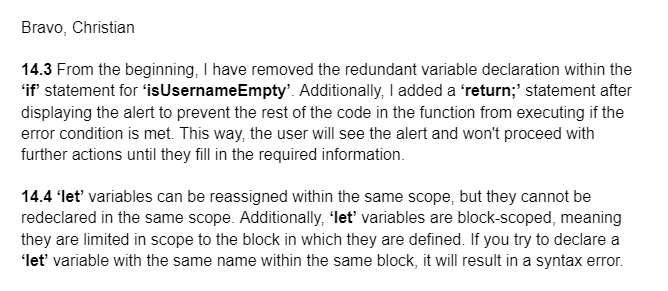 Bravo, Christian
14.3 From the beginning, I have removed the redundant variable declaration within the
‘if’ statement for ‘isUsernameEmpty’. Additionally, I added a ‘return;’ statement after
displaying the alert to prevent the rest of the code in the function from executing if the
error condition is met. This way, the user will see the alert and won't proceed with
further actions until they fill in the required information.
14.4 ‘let’ variables can be reassigned within the same scope, but they cannot be
redeclared in the same scope. Additionally, ‘let’ variables are block-scoped, meaning
they are limited in scope to the block in which they are defined. If you try to declare a
‘let’ variable with the same name within the same block, it will result in a syntax error.